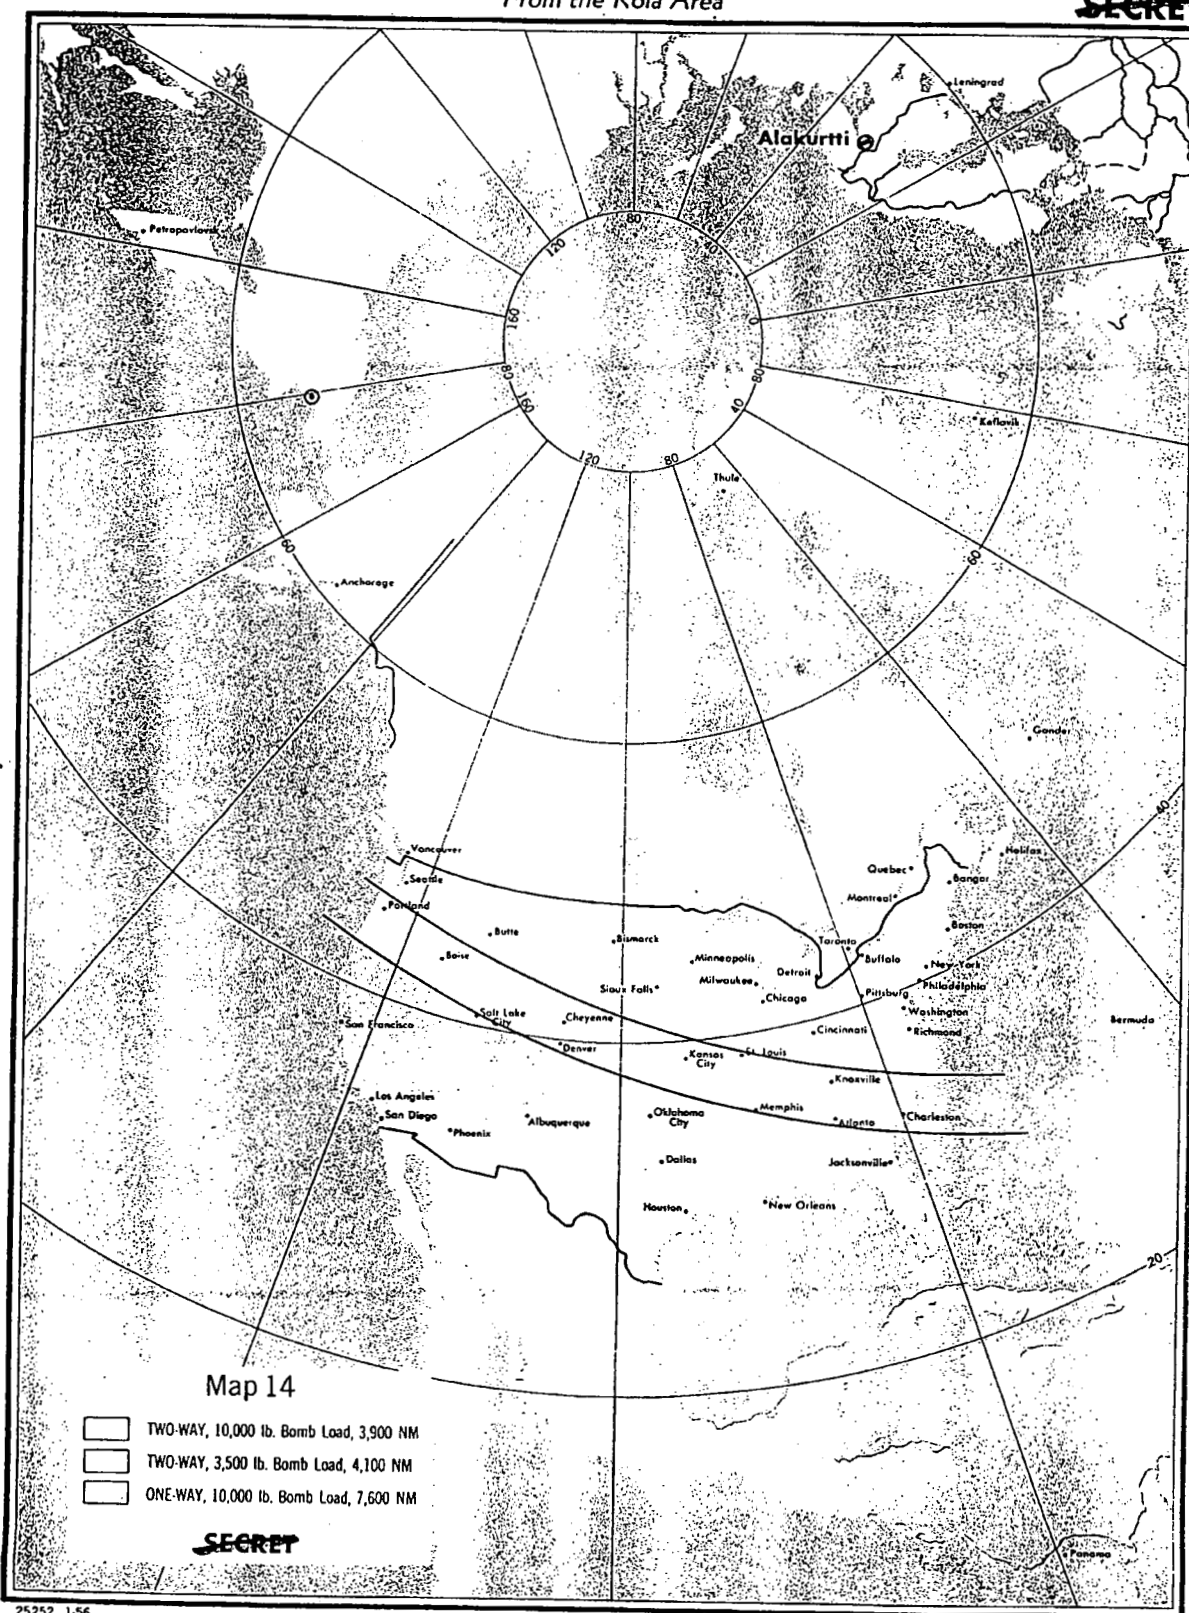 From the Kola Area
SECRE
Leningrad
Alakurtti
Petropavlovsk
80
120
40
160
0
80
160
80
40
Keflavik
120
80
Thule
60
60
Anchorage
Gander
40
Vancouver
Halifax
Quebec
Seattle
Bangor
Montreal
Portland
Boston
Butte
Bismarck
Toronto
Boise
Minneapolis
Buffalo
New York
Detroit
Milwaukee
Philadelphia
Sioux Falls
Chicago
Pittsburg
Washington
Salt Lake
City
Cheyenne
San Francisco
Cincinnati
Richmond
Bermuda
Denver
Kansas
City
St. Louis
Knoxville
Los Angeles
San Diego
Phoenix
Albuquerque
Oklahoma
City
Memphis
Atlanta
Charleston
Dallas
Jacksonville
Houston
New Orleans
20
Map 14
TWO-WAY, 10,000 lb. Bomb Load, 3,900 NM
TWO-WAY, 3,500 lb. Bomb Load, 4,100 NM
ONE-WAY, 10,000 lb. Bomb Load, 7,600 NM
SECRET
Panama
25252 1-56